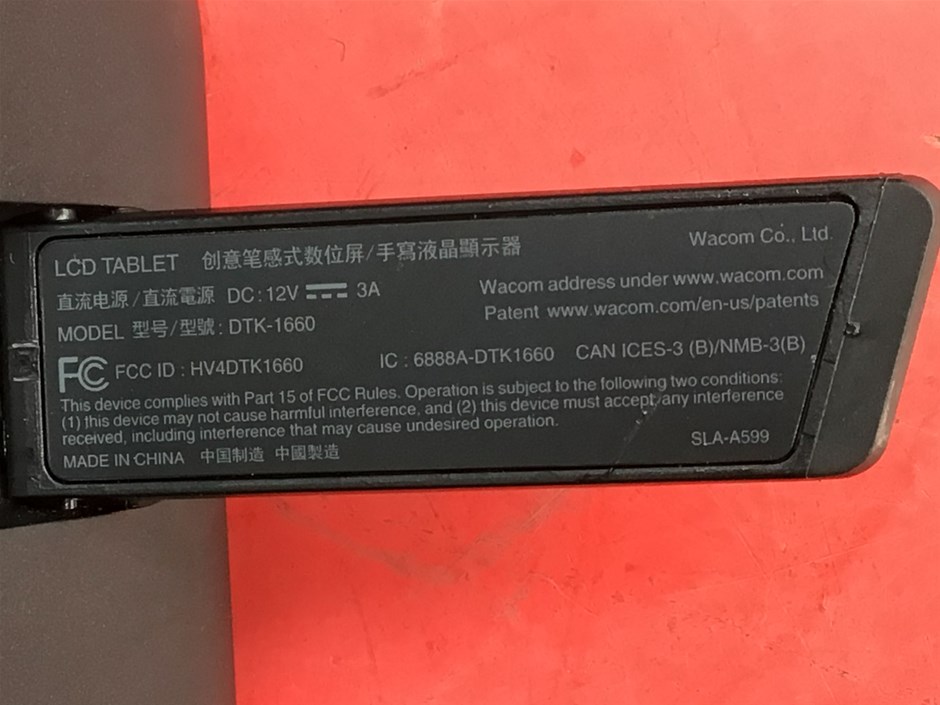 LCD TABLET 创意笔感式数位屏/手寫液晶顯示器
Wacom Co., Ltd.
直流电源/直流電源 DC : 12V 3A
Wacom address under www.wacom.com
MODEL 型号/型號 : DTK-1660
Patent www.wacom.com/en-us/patents
FC FCC ID : HV4DTK1660 IC : 6888A-DTK1660 CAN ICES-3 (B)/NMB-3(B)
This device complies with Part 15 of FCC Rules. Operation is subject to the following two conditions:
(1) this device may not cause harmful interference, and (2) this device must accept any interference
received, including interference that may cause undesired operation.
MADE IN CHINA 中国制造 中國製造
SLA-A599